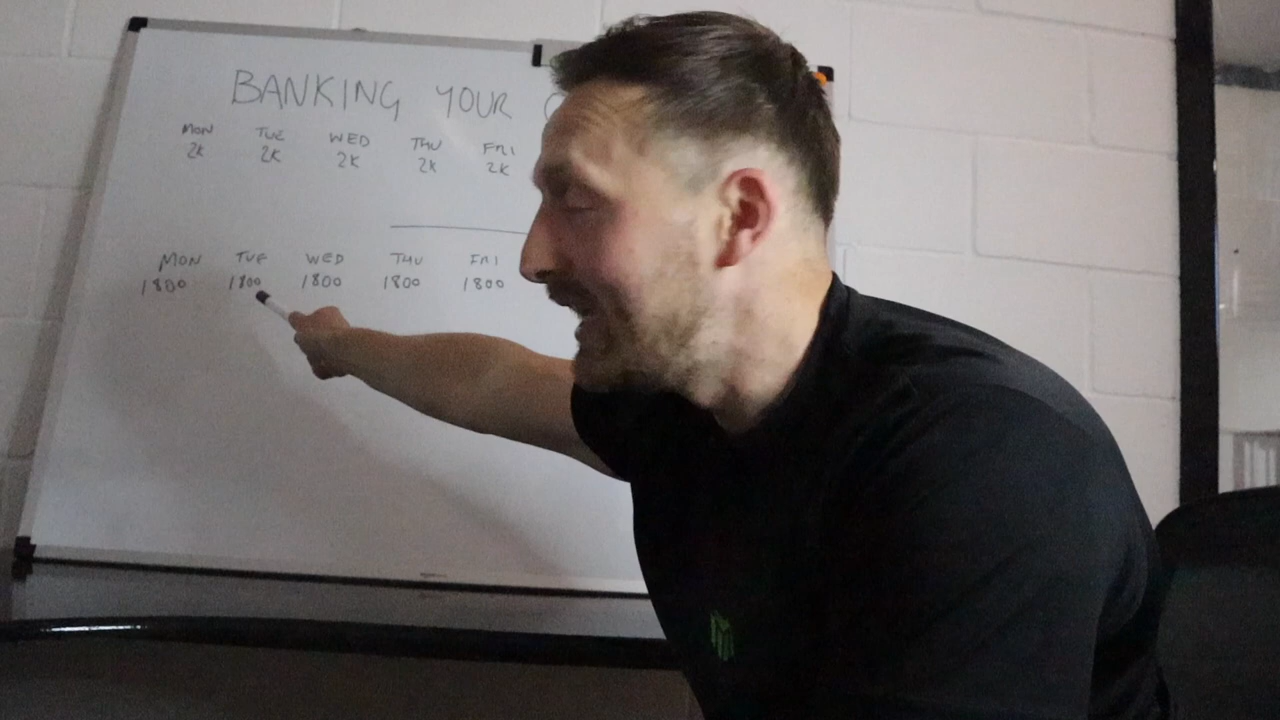 BANKING YOUR
MON TUE WED THU FRI
2K 2K 2K 2K 2K
MON TUE WED THU FRI
1800 1800 1800 1800 1800